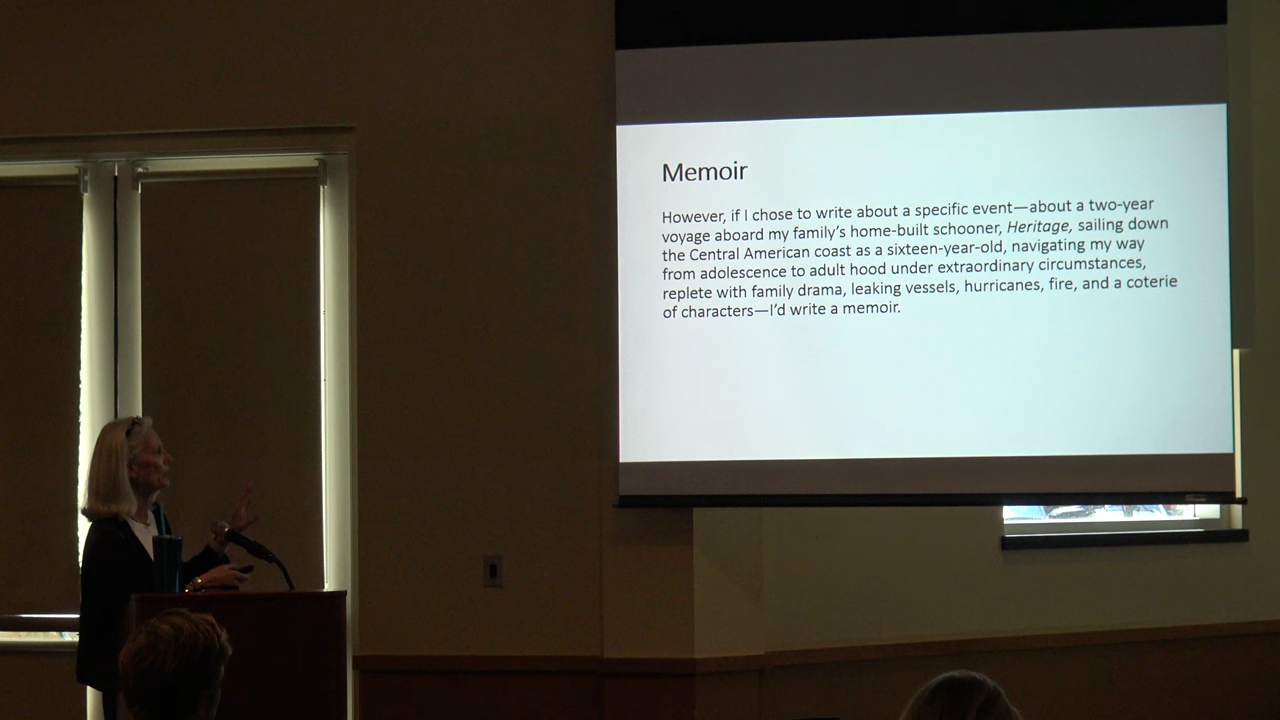 Memoir
However, if I chose to write about a specific event—about a two-year
voyage aboard my family’s home-built schooner, Heritage, sailing down
the Central American coast as a sixteen-year-old, navigating my way
from adolescence to adult hood under extraordinary circumstances,
replete with family drama, leaking vessels, hurricanes, fire, and a coterie
of characters—I’d write a memoir.